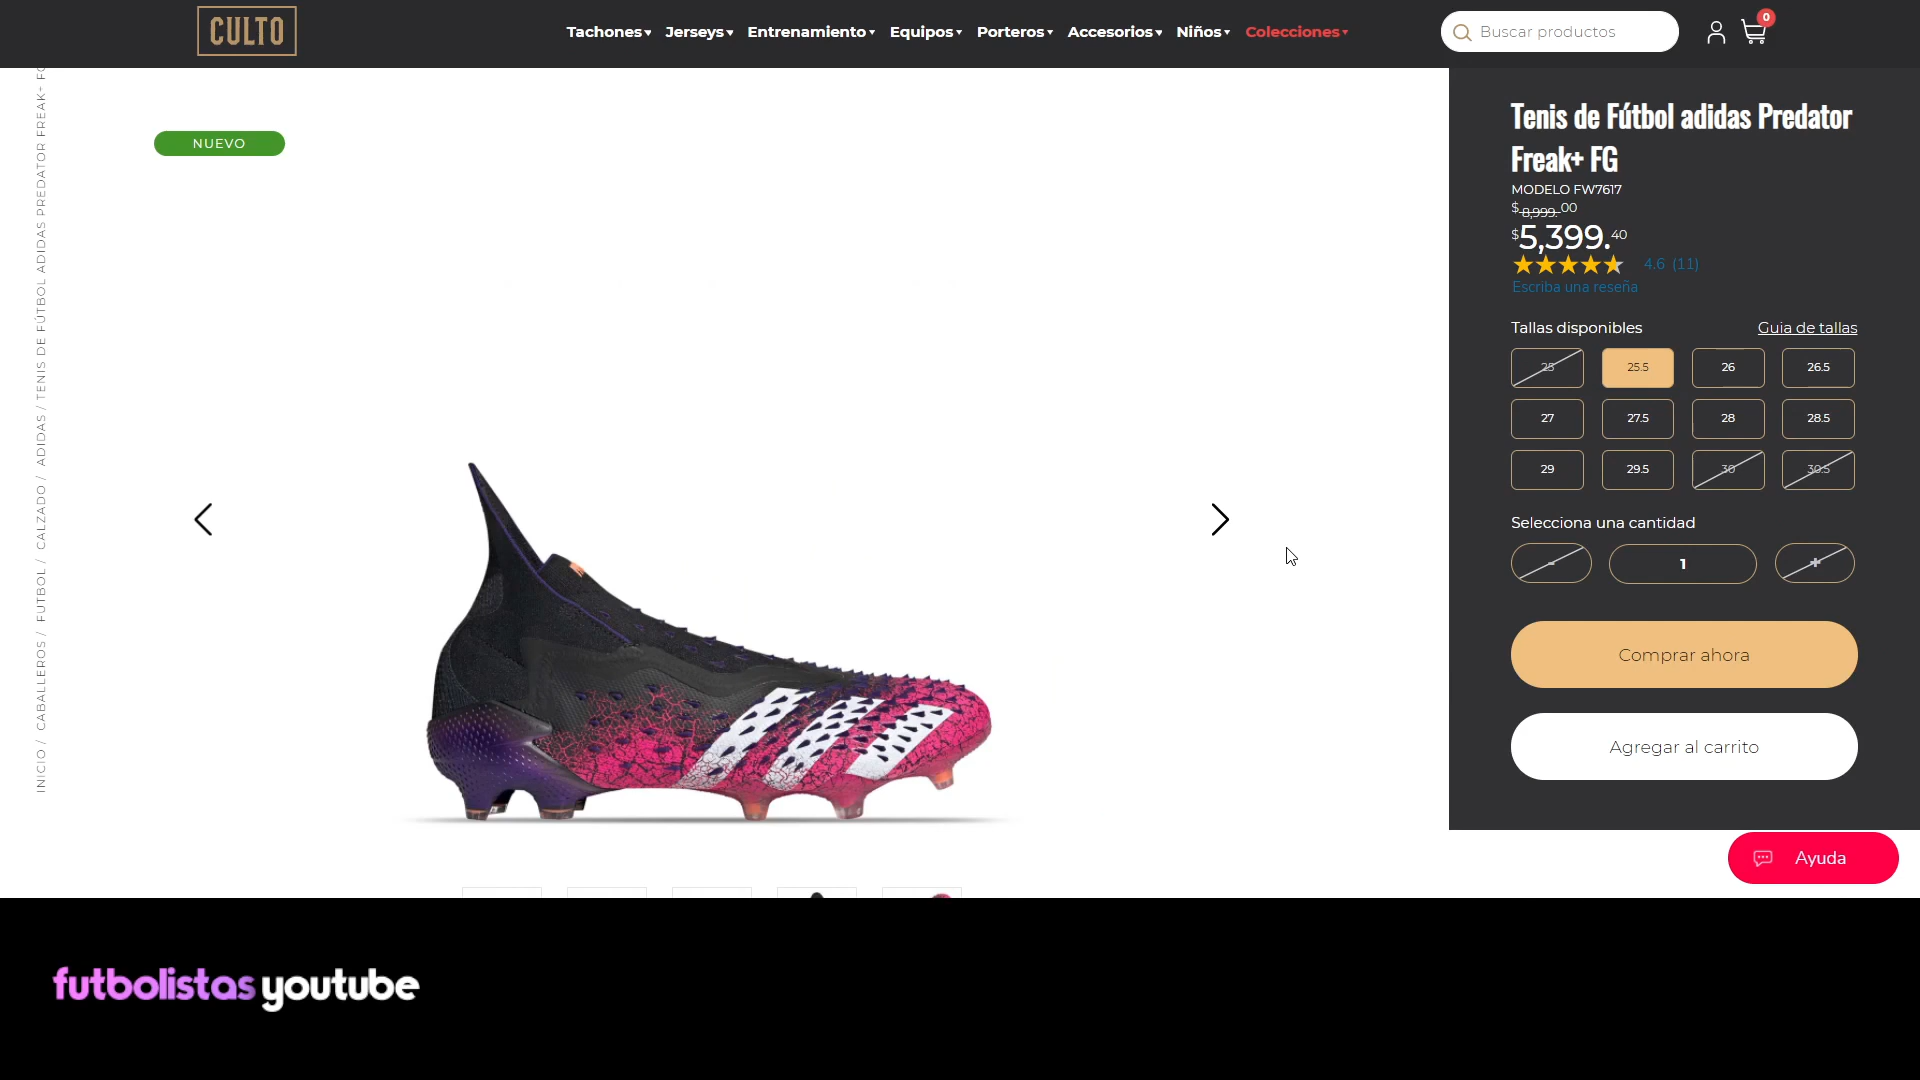 CULTO
Tachones
Jerseys
Entrenamiento
Equipos
Porteros
Accesorios
Niños
Colecciones
Buscar productos
0
INICIO / CABALLEROS / FUTBOL / CALZADO / ADIDAS / TENIS DE FÚTBOL ADIDAS PREDATOR FREAK+ FG
NUEVO
Tenis de Fútbol adidas Predator
Freak+ FG
MODELO FW7617
$8,999.00
$5,399.40
4.6 (11)
Escriba una reseña
Tallas disponibles
Guia de tallas
25 25.5 26 26.5
27 27.5 28 28.5
29 29.5 30 30.5
Selecciona una cantidad
- 1 +
Comprar ahora
Agregar al carrito
Ayuda
futbolistas youtube